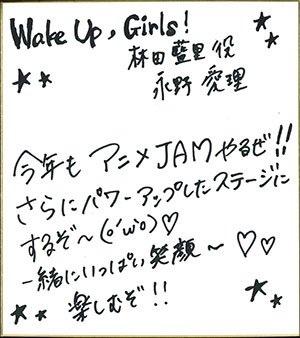 Wake Up, Girls!
林田藍里役
永野愛理
今年も アニメJAM やるぜ!!
さらにパワーアップしたステージに
するぞ〜(o´ω`o)♡
一緒にいっぱい笑顔〜♡♡
楽しむぞ!!